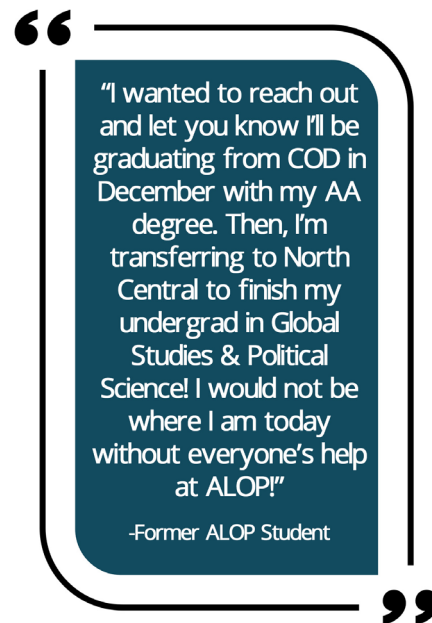 “I wanted to reach out
and let you know I’ll be
graduating from COD in
December with my AA
degree. Then, I’m
transferring to North
Central to finish my
undergrad in Global
Studies & Political
Science! I would not be
where I am today
without everyone’s help
at ALOP!”
-Former ALOP Student